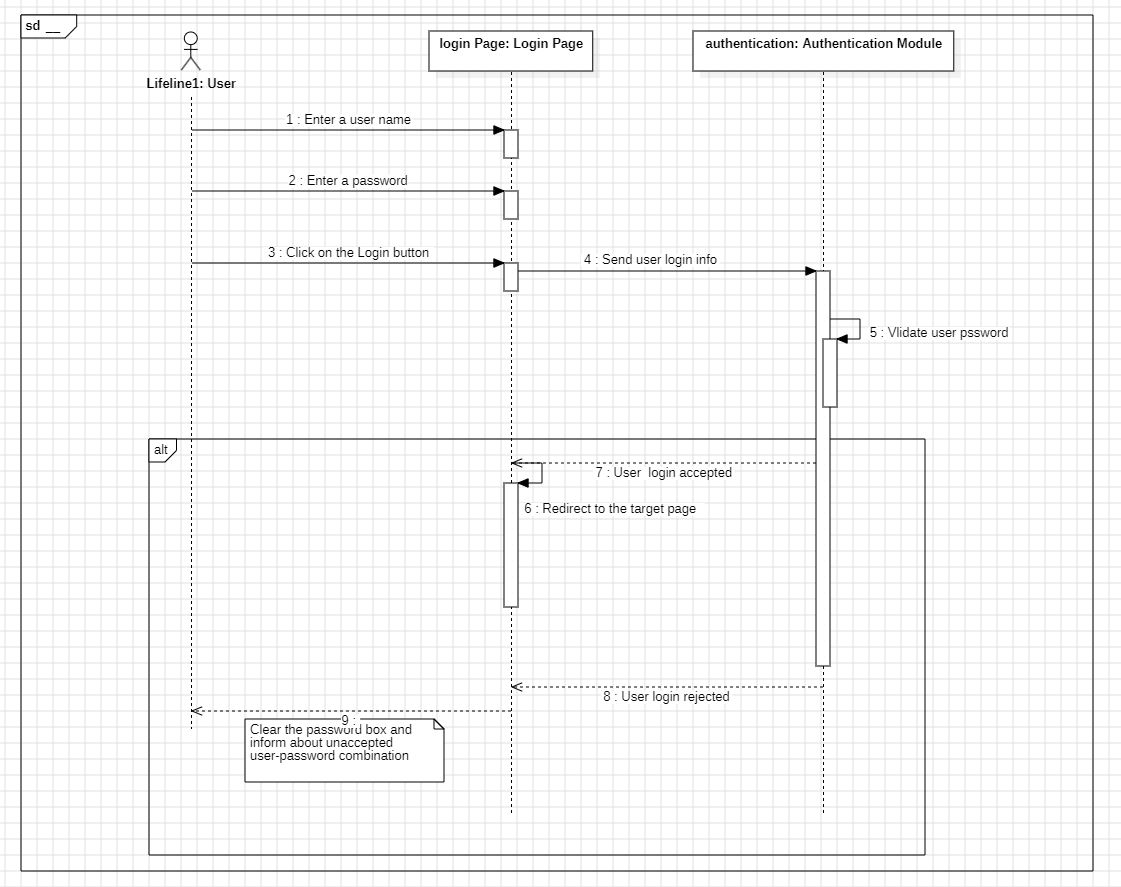 sd __
login Page: Login Page
authentication: Authentication Module
Lifeline1: User
1 : Enter a user name
2 : Enter a password
3 : Click on the Login button
4 : Send user login info
5 : Vlidate user pssword
alt
7 : User  login accepted
6 : Redirect to the target page
8 : User login rejected
9 :
Clear the password box and
inform about unaccepted
user-password combination